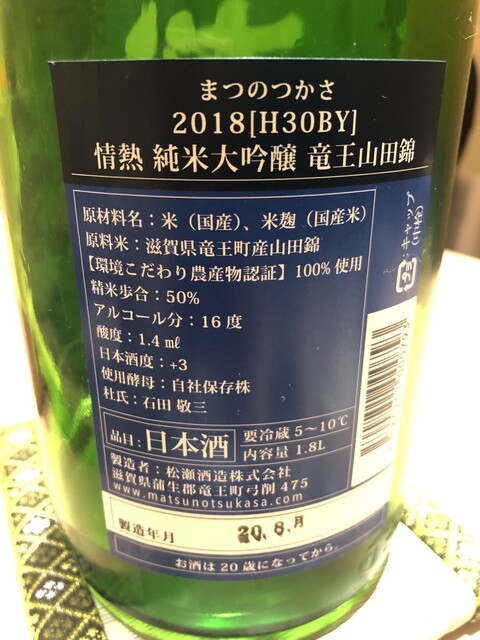 まつのつかさ
2018[H30BY]
情熱 純米大吟醸 竜王山田錦
原材料名：米（国産）、米麹（国産米）
原料米：滋賀県竜王町産山田錦
【環境こだわり農産物認証】100%使用
精米歩合：50%
アルコール分：16度
酸度：1.4㎖
日本酒度：+3
使用酵母：自社保存株
杜氏：石田 敬三
品目：日本酒
要冷蔵 5～10℃
内容量 1.8L
製造者：松瀬酒造株式会社
滋賀県蒲生郡竜王町弓削475
www.matsunotsukasa.com
製造年月
20.8.月
お酒は20歳になってから。
プラ
：キャップ
（中栓）